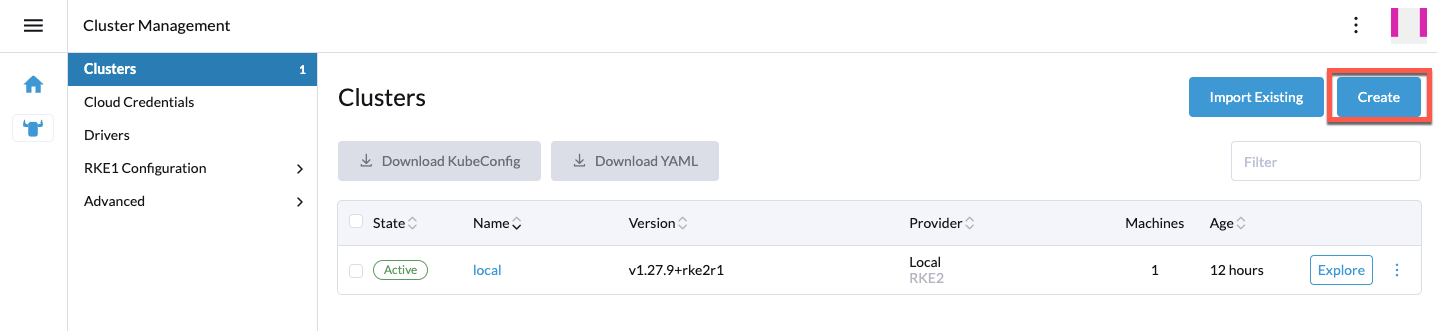 Cluster Management
Clusters 1
Cloud Credentials
Drivers
RKE1 Configuration
Advanced
Clusters
Import Existing
Create
Download KubeConfig
Download YAML
Filter
State Name Version Provider Machines Age
Active local v1.27.9+rke2r1 Local 1 12 hours Explore
RKE2